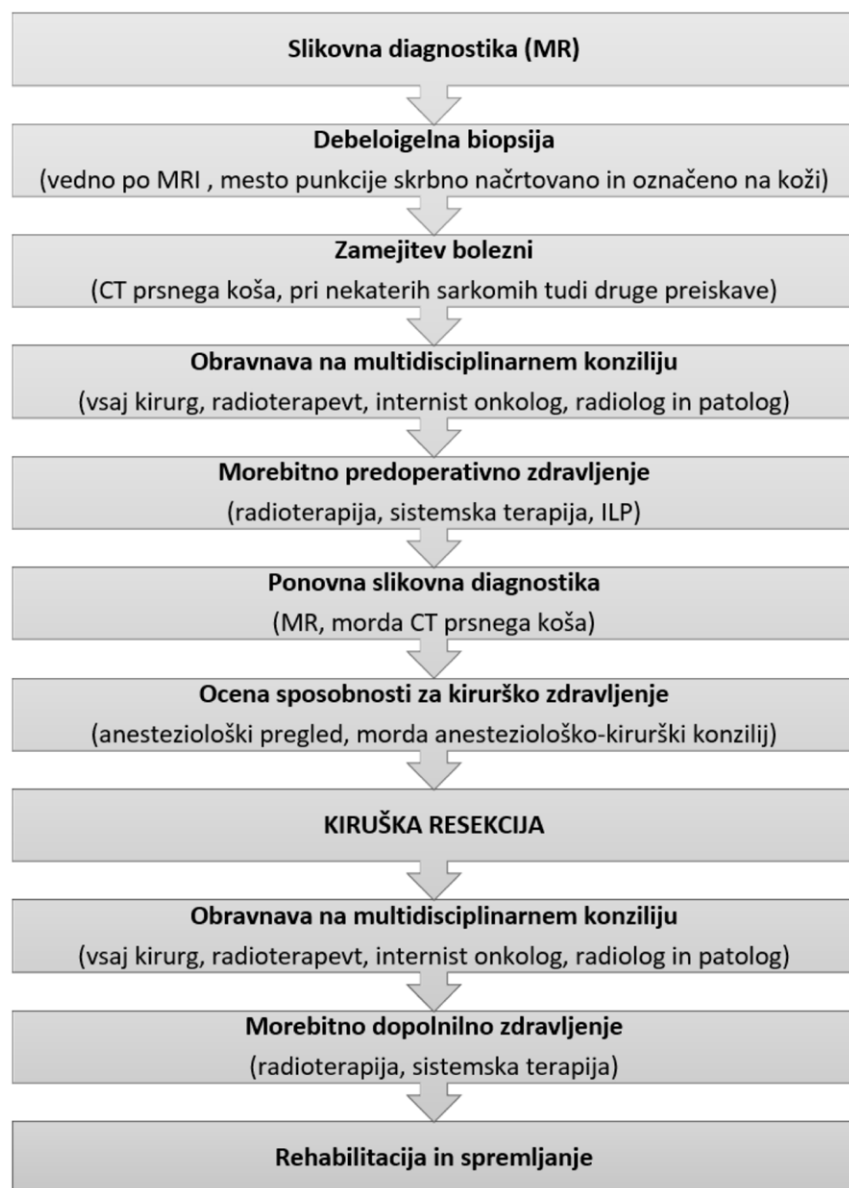 Slikovna diagnostika (MR)
Debeloigelna biopsija
(vedno po MRI , mesto punkcije skrbno načrtovano in označeno na koži)
Zamejitev bolezni
(CT prsnega koša, pri nekaterih sarkomih tudi druge preiskave)
Obravnava na multidisciplinarnem konziliju
(vsaj kirurg, radioterapevt, internist onkolog, radiolog in patolog)
Morebitno predoperativno zdravljenje
(radioterapija, sistemska terapija, ILP)
Ponovna slikovna diagnostika
(MR, morda CT prsnega koša)
Ocena sposobnosti za kirurško zdravljenje
(anesteziološki pregled, morda anesteziološko-kirurški konzilij)
KIRUŠKA RESEKCIJA
Obravnava na multidisciplinarnem konziliju
(vsaj kirurg, radioterapevt, internist onkolog, radiolog in patolog)
Morebitno dopolnilno zdravljenje
(radioterapija, sistemska terapija)
Rehabilitacija in spremljanje